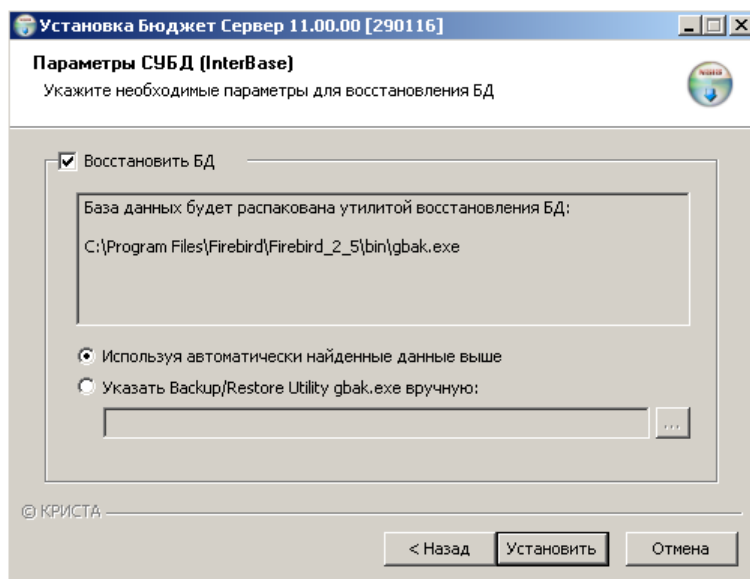 Установка Бюджет Сервер 11.00.00 [290116]
Параметры СУБД (InterBase)
Укажите необходимые параметры для восстановления БД
Восстановить БД
База данных будет распакована утилитой восстановления БД:
C:\Program Files\Firebird\Firebird_2_5\bin\gbak.exe
Используя автоматически найденные данные выше
Указать Backup/Restore Utility gbak.exe вручную:
...
© КРИСТА
< Назад
Установить
Отмена